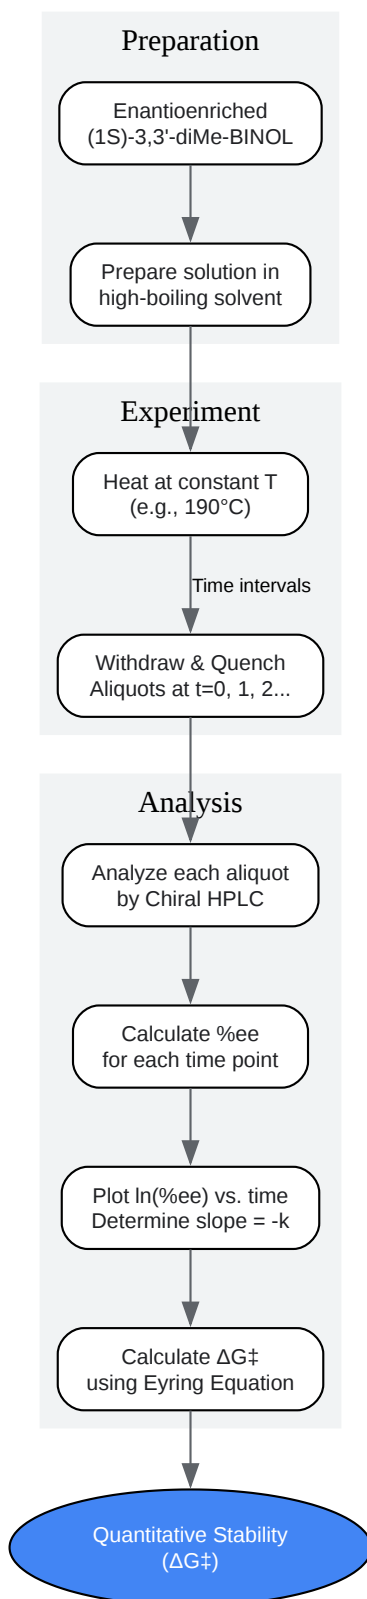 Preparation
Enantioenriched
(1S)-3,3'-diMe-BINOL
Prepare solution in
high-boiling solvent
Experiment
Heat at constant T
(e.g., 190°C)
Time intervals
Withdraw & Quench
Aliquots at t=0, 1, 2...
Analysis
Analyze each aliquot
by Chiral HPLC
Calculate %ee
for each time point
Plot ln(%ee) vs. time
Determine slope = -k
Calculate ΔG‡
using Eyring Equation
Quantitative Stability
(ΔG‡)